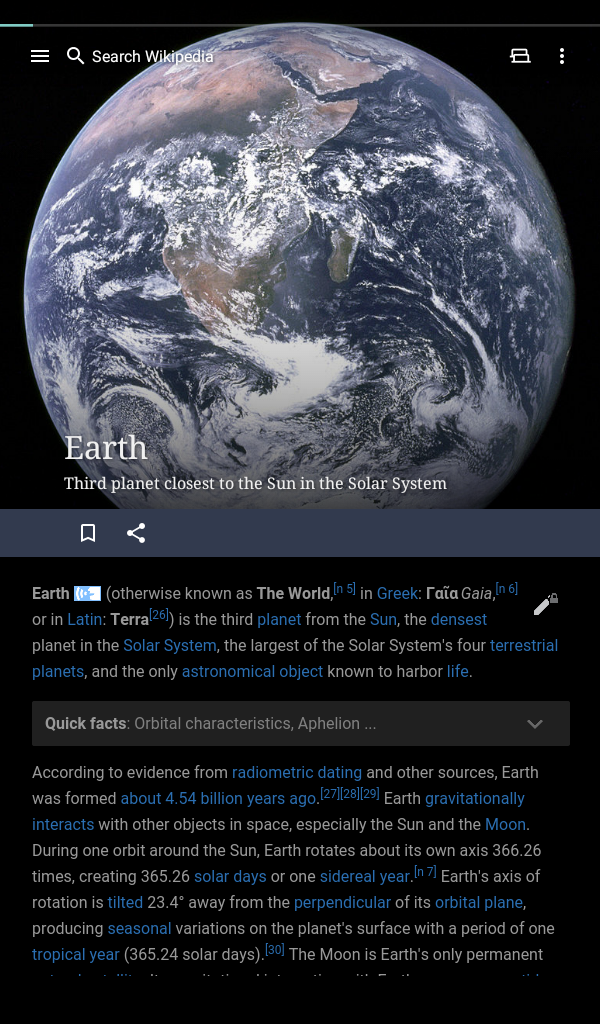 Search Wikipedia
Earth
Third planet closest to the Sun in the Solar System
Earth (otherwise known as The World,[n 5] in Greek: Γαῖα Gaia,[n 6]
or in Latin: Terra[26]) is the third planet from the Sun, the densest
planet in the Solar System, the largest of the Solar System's four terrestrial
planets, and the only astronomical object known to harbor life.
Quick facts: Orbital characteristics, Aphelion ...
According to evidence from radiometric dating and other sources, Earth
was formed about 4.54 billion years ago.[27][28][29] Earth gravitationally
interacts with other objects in space, especially the Sun and the Moon.
During one orbit around the Sun, Earth rotates about its own axis 366.26
times, creating 365.26 solar days or one sidereal year.[n 7] Earth's axis of
rotation is tilted 23.4° away from the perpendicular of its orbital plane,
producing seasonal variations on the planet's surface with a period of one
tropical year (365.24 solar days).[30] The Moon is Earth's only permanent